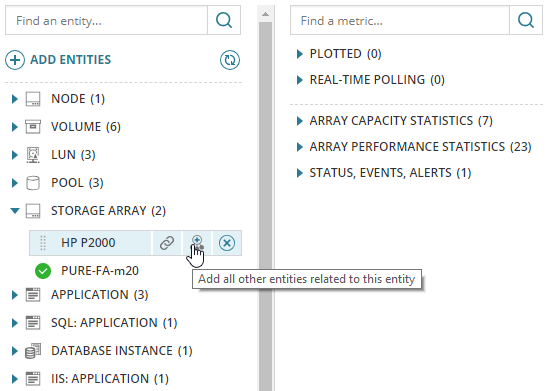 Find an entity...
ADD ENTITIES
NODE (1)
VOLUME (6)
LUN (3)
POOL (3)
STORAGE ARRAY (2)
HP P2000
PURE-FA-m20
Add all other entities related to this entity
APPLICATION (3)
SQL: APPLICATION (1)
DATABASE INSTANCE (1)
IIS: APPLICATION (1)
Find a metric...
PLOTTED (0)
REAL-TIME POLLING (0)
ARRAY CAPACITY STATISTICS (7)
ARRAY PERFORMANCE STATISTICS (23)
STATUS, EVENTS, ALERTS (1)